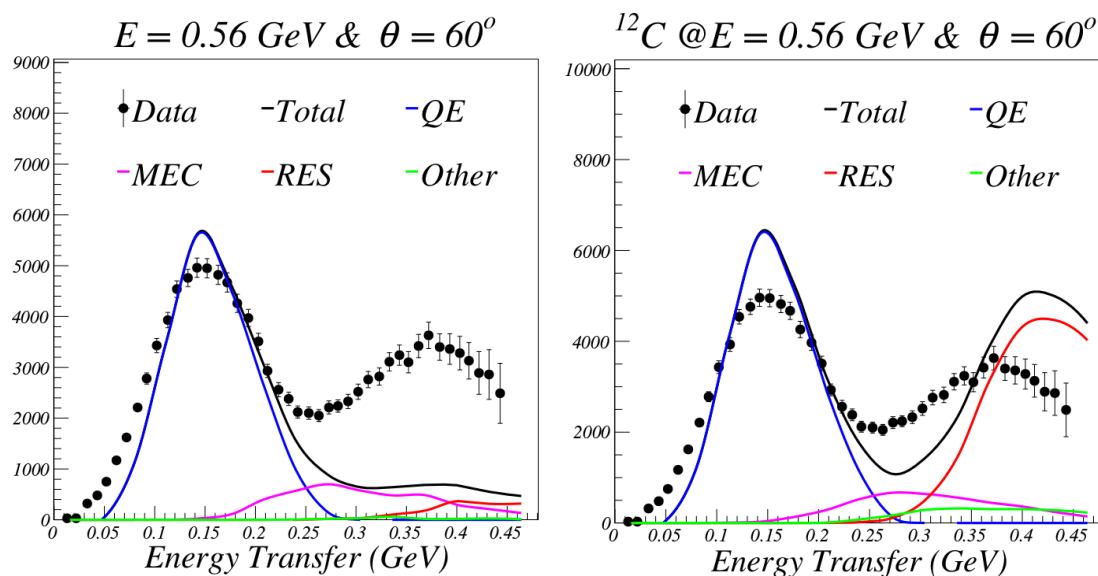 E = 0.56 GeV & θ = 60°
9000
8000
7000
6000
5000
4000
3000
2000
1000
0
Data Total QE
MEC RES Other
0 0.05 0.1 0.15 0.2 0.25 0.3 0.35 0.4 0.45
Energy Transfer (GeV)
¹²C @E = 0.56 GeV & θ = 60°
10000
8000
6000
4000
2000
0
Data Total QE
MEC RES Other
0 0.05 0.1 0.15 0.2 0.25 0.3 0.35 0.4 0.45
Energy Transfer (GeV)